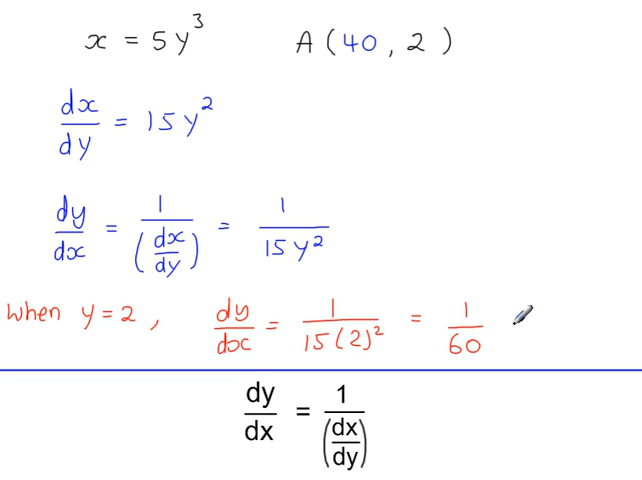 x = 5y³ A(40, 2)
dx/dy = 15y²
dy/dx = 1/(dx/dy) = 1/15y²
When y = 2, dy/dx = 1/15(2)² = 1/60
dy/dx = 1/(dx/dy)